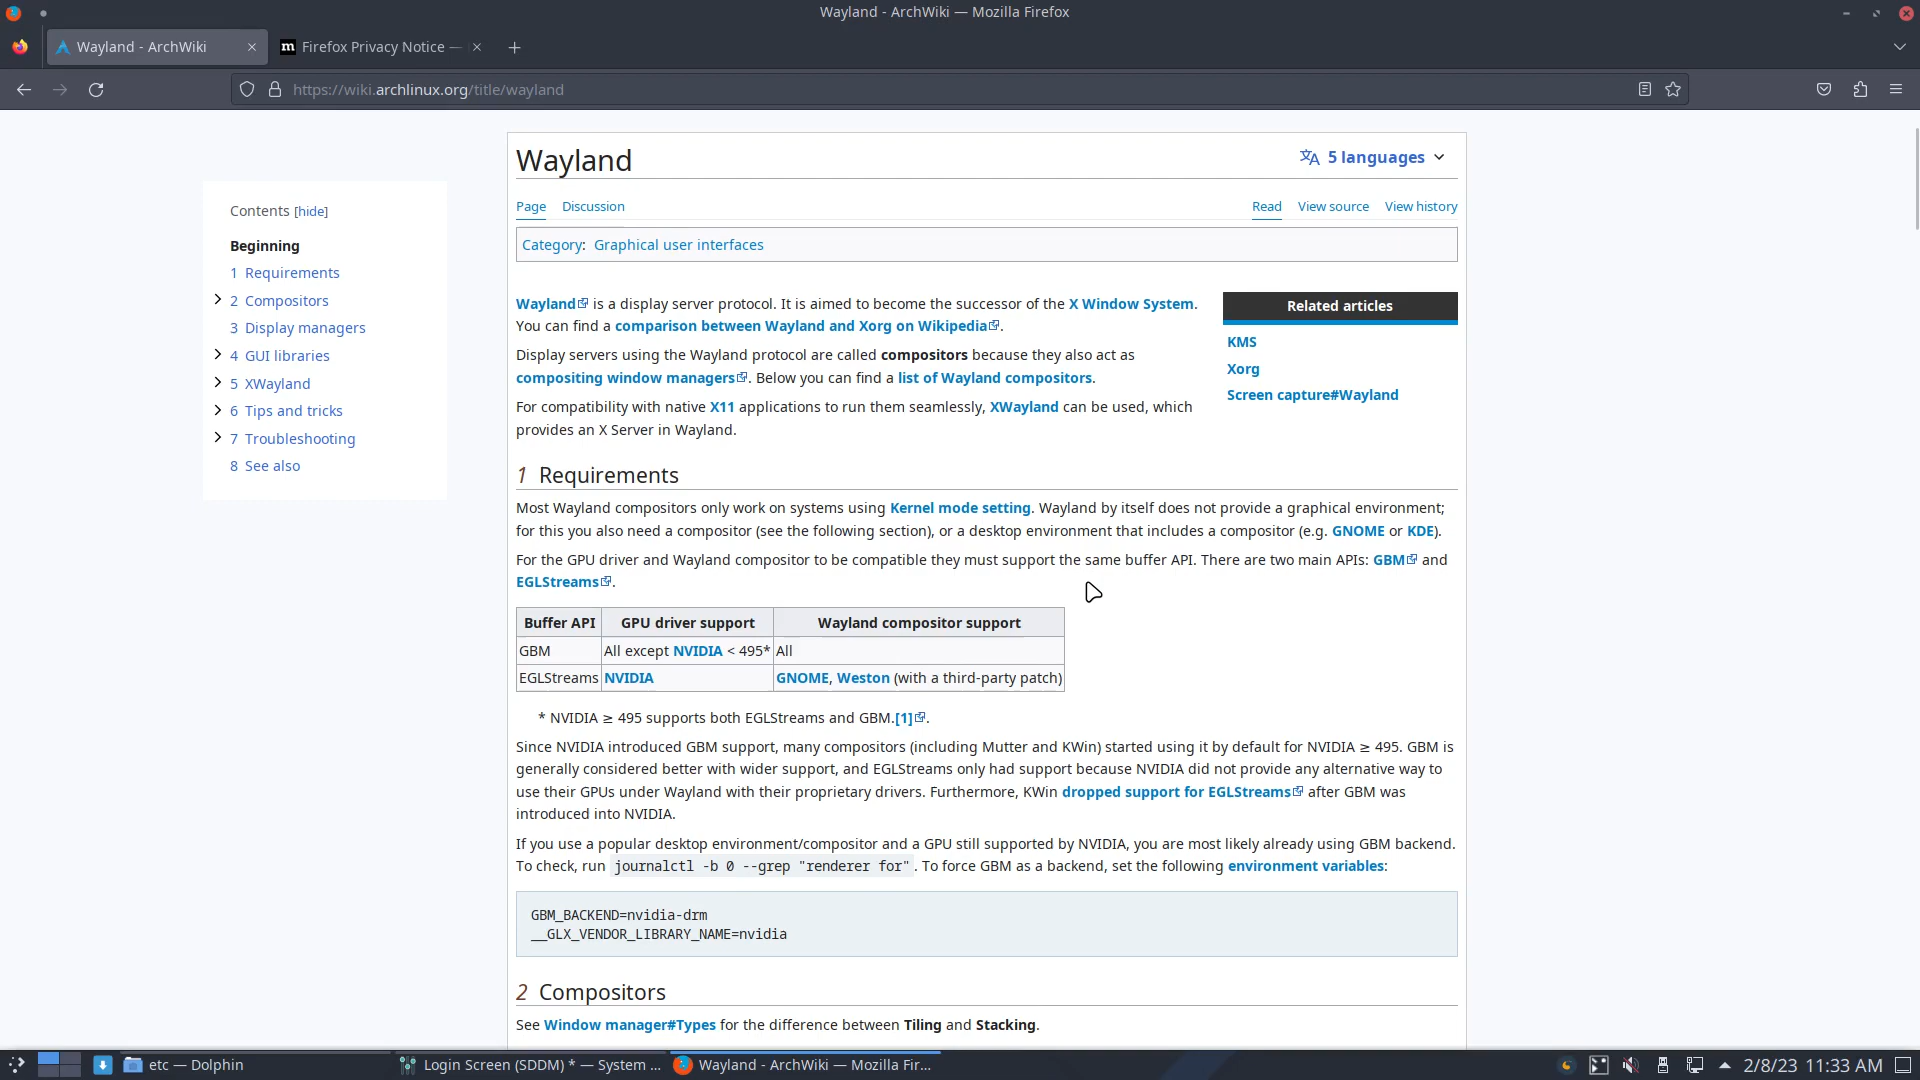 Wayland - ArchWiki — Mozilla Firefox
Wayland - ArchWiki
Firefox Privacy Notice —
https://wiki.archlinux.org/title/wayland
Contents [hide]
Beginning
1 Requirements
2 Compositors
3 Display managers
4 GUI libraries
5 XWayland
6 Tips and tricks
7 Troubleshooting
8 See also
Wayland
5 languages
Page Discussion
Read View source View history
Category: Graphical user interfaces
Wayland is a display server protocol. It is aimed to become the successor of the X Window System.
You can find a comparison between Wayland and Xorg on Wikipedia.
Display servers using the Wayland protocol are called compositors because they also act as
compositing window managers. Below you can find a list of Wayland compositors.
For compatibility with native X11 applications to run them seamlessly, XWayland can be used, which
provides an X Server in Wayland.
Related articles
KMS
Xorg
Screen capture#Wayland
1 Requirements
Most Wayland compositors only work on systems using Kernel mode setting. Wayland by itself does not provide a graphical environment;
for this you also need a compositor (see the following section), or a desktop environment that includes a compositor (e.g. GNOME or KDE).
For the GPU driver and Wayland compositor to be compatible they must support the same buffer API. There are two main APIs: GBM and
EGLStreams.
Buffer API GPU driver support Wayland compositor support
GBM All except NVIDIA < 495* All
EGLStreams NVIDIA GNOME, Weston (with a third-party patch)
* NVIDIA ≥ 495 supports both EGLStreams and GBM.[1].
Since NVIDIA introduced GBM support, many compositors (including Mutter and KWin) started using it by default for NVIDIA ≥ 495. GBM is
generally considered better with wider support, and EGLStreams only had support because NVIDIA did not provide any alternative way to
use their GPUs under Wayland with their proprietary drivers. Furthermore, KWin dropped support for EGLStreams after GBM was
introduced into NVIDIA.
If you use a popular desktop environment/compositor and a GPU still supported by NVIDIA, you are most likely already using GBM backend.
To check, run journalctl -b 0 --grep "renderer for". To force GBM as a backend, set the following environment variables:
GBM_BACKEND=nvidia-drm
__GLX_VENDOR_LIBRARY_NAME=nvidia
2 Compositors
See Window manager#Types for the difference between Tiling and Stacking.
etc — Dolphin
Login Screen (SDDM) * — System ...
Wayland - ArchWiki — Mozilla Fir...
2/8/23 11:33 AM